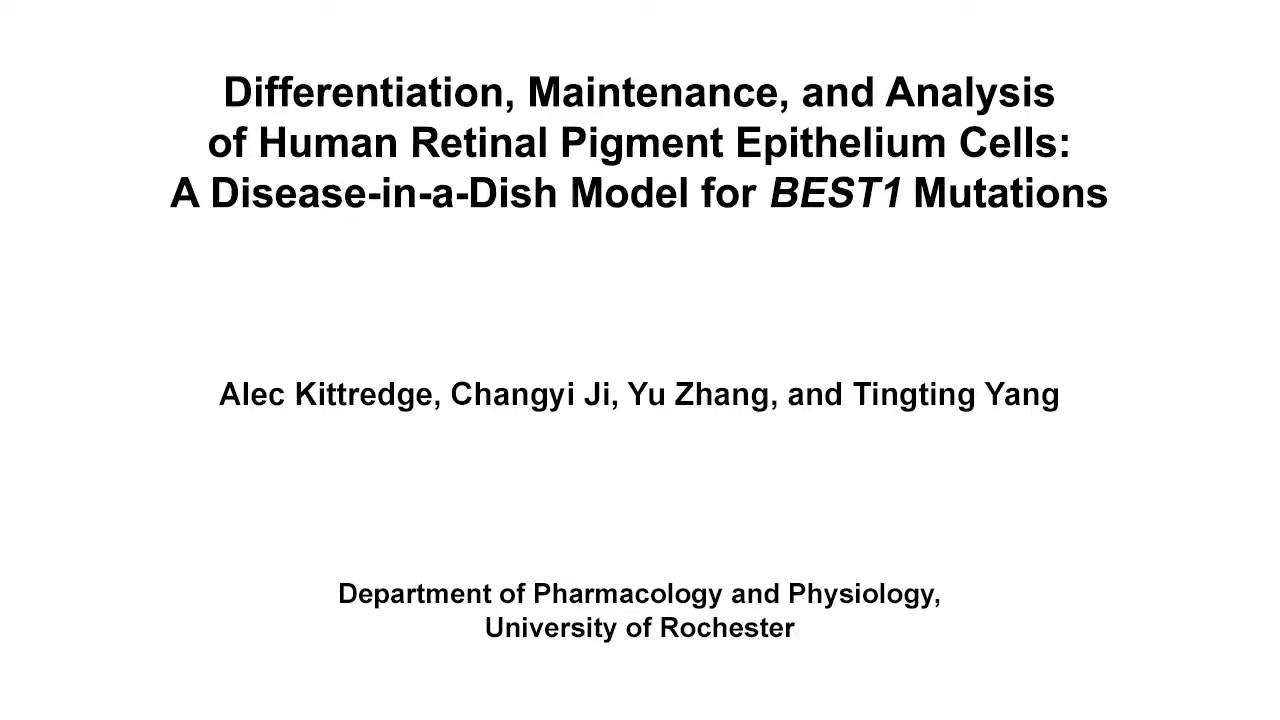 Differentiation, Maintenance, and Analysis
of Human Retinal Pigment Epithelium Cells:
A Disease-in-a-Dish Model for BEST1 Mutations
Alec Kittredge, Changyi Ji, Yu Zhang, and Tingting Yang
Department of Pharmacology and Physiology,
University of Rochester